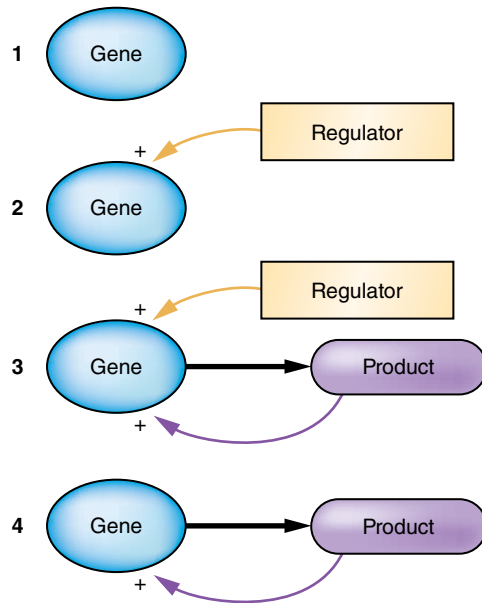 1 Gene
Regulator
+
2 Gene
Regulator
+
3 Gene Product
+
4 Gene Product
+